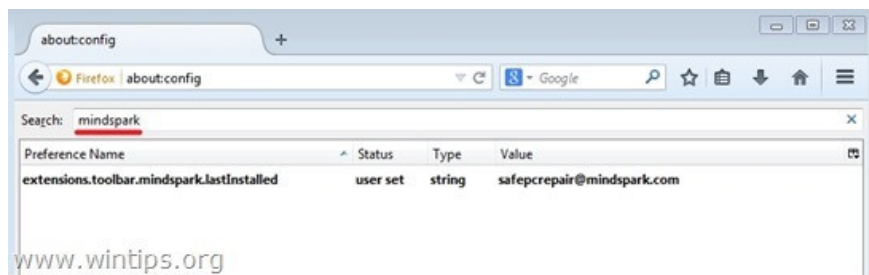 about:config
Firefox about:config Google
Search: mindspark
Preference Name Status Type Value
extensions.toolbar.mindspark.lastInstalled user set string safepcrepair@mindspark.com
www.wintips.org